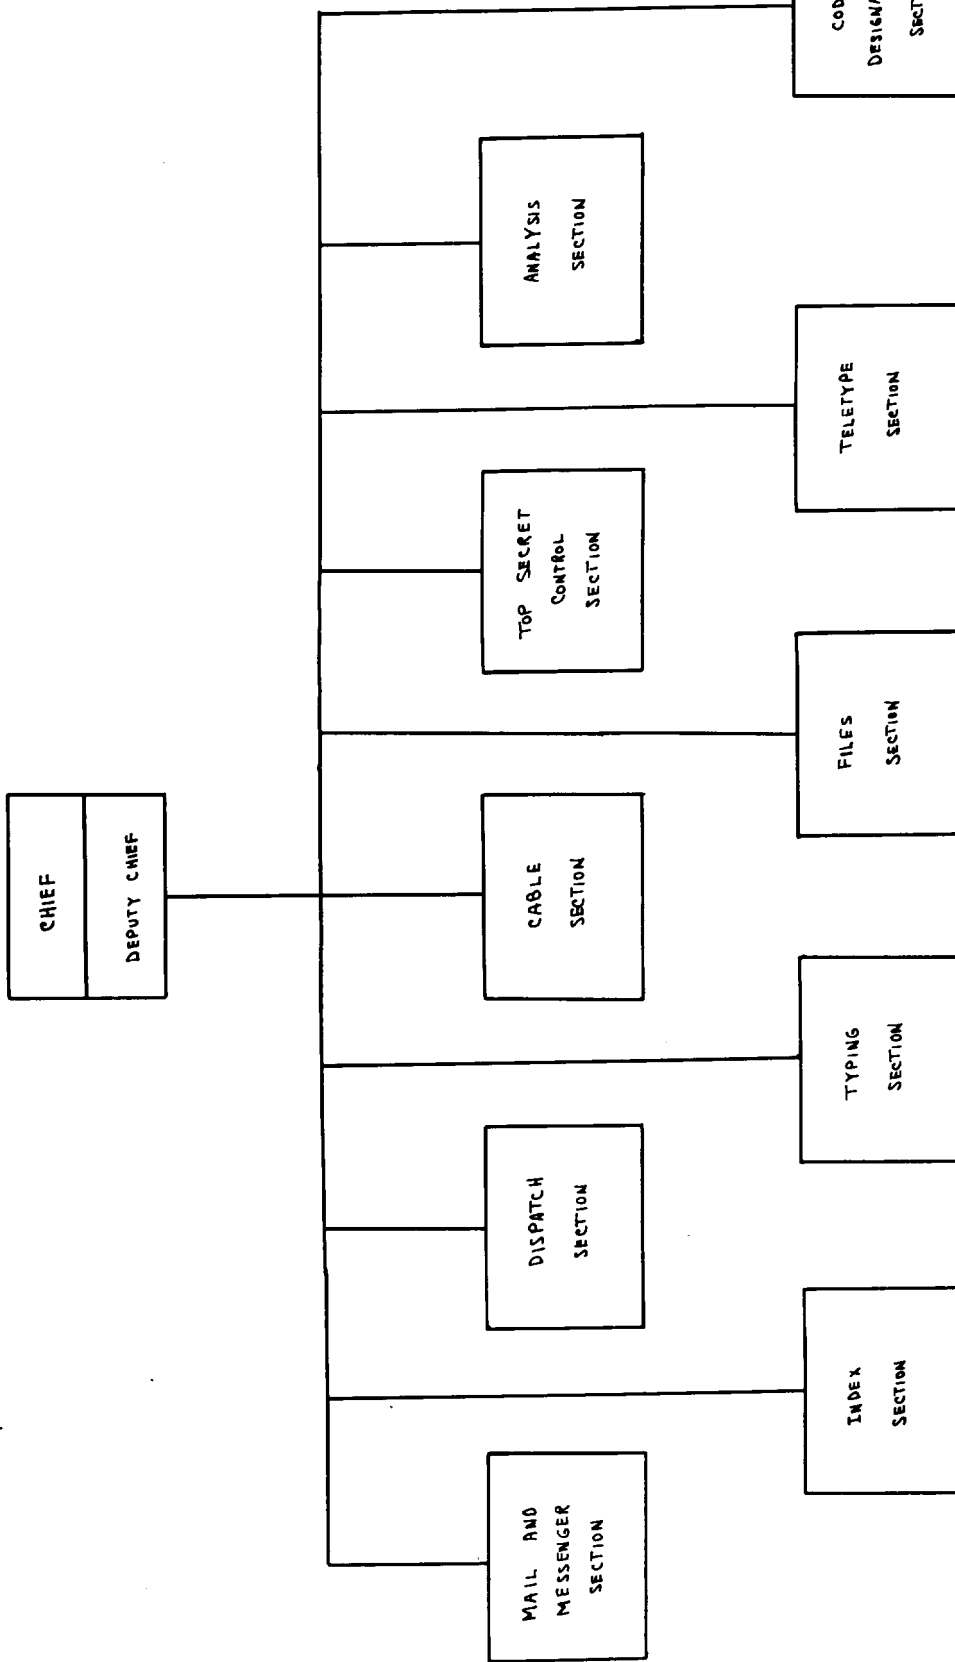 CHIEF
DEPUTY CHIEF
MAIL AND
MESSENGER
SECTION
DISPATCH
SECTION
CABLE
SECTION
TOP SECRET
CONTROL
SECTION
ANALYSIS
SECTION
INDEX
SECTION
TYPING
SECTION
FILES
SECTION
TELETYPE
SECTION